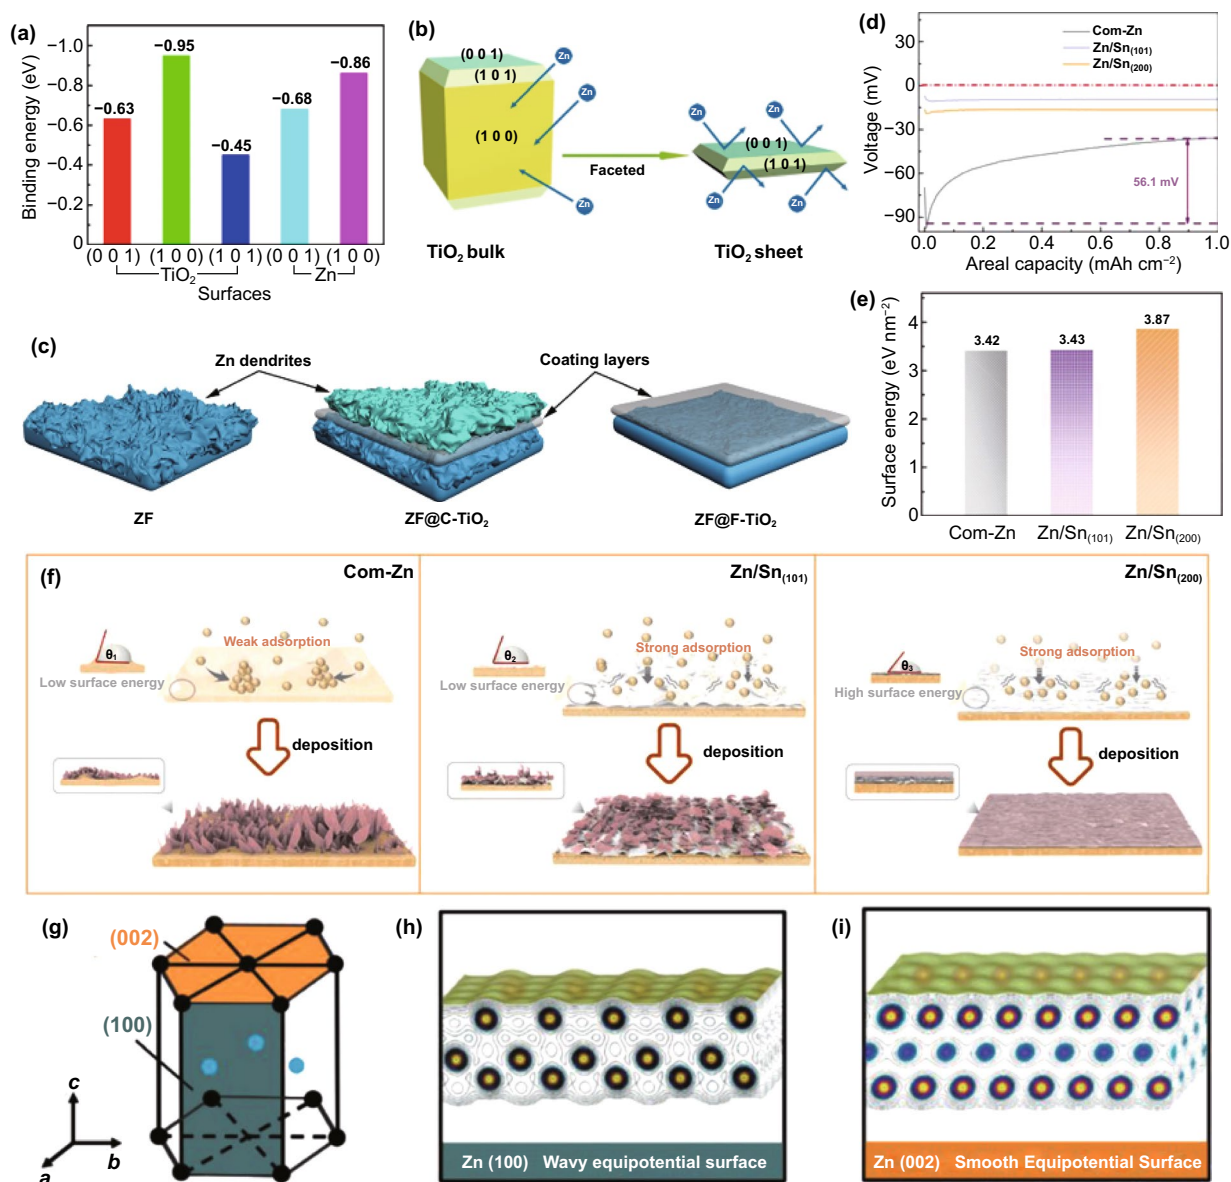 (a)
Binding energy (eV)
−1.0
−0.8
−0.6
−0.4
−0.2
0
−0.63
−0.95
−0.45
−0.68
−0.86
(0 0 1) (1 0 0) (1 0 1) (0 0 1) (1 0 0)
TiO₂ Zn
Surfaces
(b)
(0 0 1)
(1 0 1)
(1 0 0)
Zn
Zn
Zn
Faceted
Zn
Zn
(0 0 1)
(1 0 1)
Zn
Zn
TiO₂ bulk
TiO₂ sheet
(d)
Voltage (mV)
30
0
−30
−60
−90
Com-Zn
Zn/Sn₍₁₀₁₎
Zn/Sn₍₂₀₀₎
56.1 mV
0.0 0.2 0.4 0.6 0.8 1.0
Areal capacity (mAh cm⁻²)
(c)
Zn dendrites
Coating layers
ZF
ZF@C-TiO₂
ZF@F-TiO₂
(e)
Surface energy (eV nm⁻²)
4
3
2
1
0
3.42
3.43
3.87
Com-Zn Zn/Sn₍₁₀₁₎ Zn/Sn₍₂₀₀₎
(f)
Com-Zn
Weak adsorption
θ₁
Low surface energy
deposition
Zn/Sn₍₁₀₁₎
Strong adsorption
θ₂
Low surface energy
deposition
Zn/Sn₍₂₀₀₎
Strong adsorption
θ₃
High surface energy
deposition
(g)
(002)
(100)
c
b
a
(h)
Zn (100) Wavy equipotential surface
(i)
Zn (002) Smooth Equipotential Surface